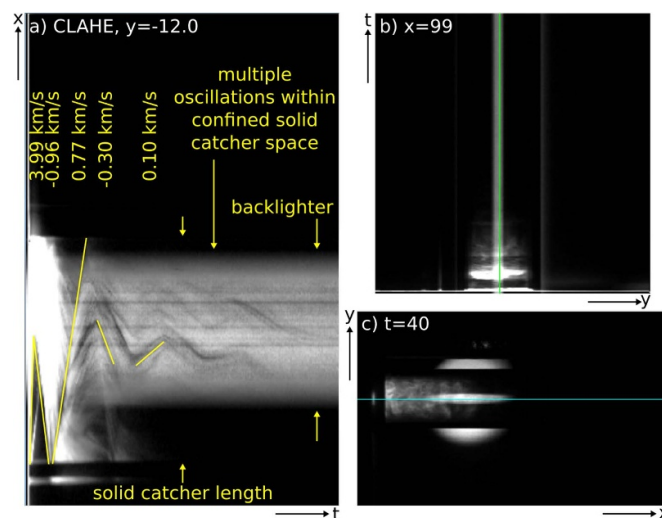 x
a) CLAHE, y=-12.0
3.99 km/s
-0.96 km/s
0.77 km/s
-0.30 km/s
0.10 km/s
multiple
oscillations within
confined solid
catcher space
backlighter
solid catcher length
t
b) x=99
t
y
c) t=40
y
x